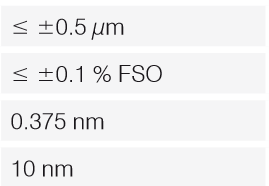 ≤ ±0.5 μm
≤ ±0.1 % FSO
0.375 nm
10 nm